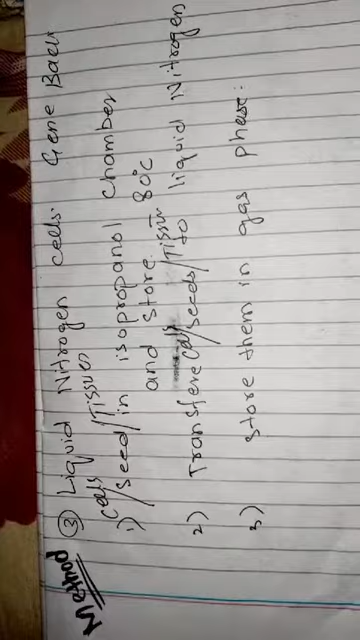 Method
③ Liquid Nitrogen cells. Gene Bank
1) Cells/Tissues
/Seed/in isopropanol chamber
and store 80°c
2) Transfere Cells/seeds/Tissue to liquid Nitrogen
3) Store them in gas phase.